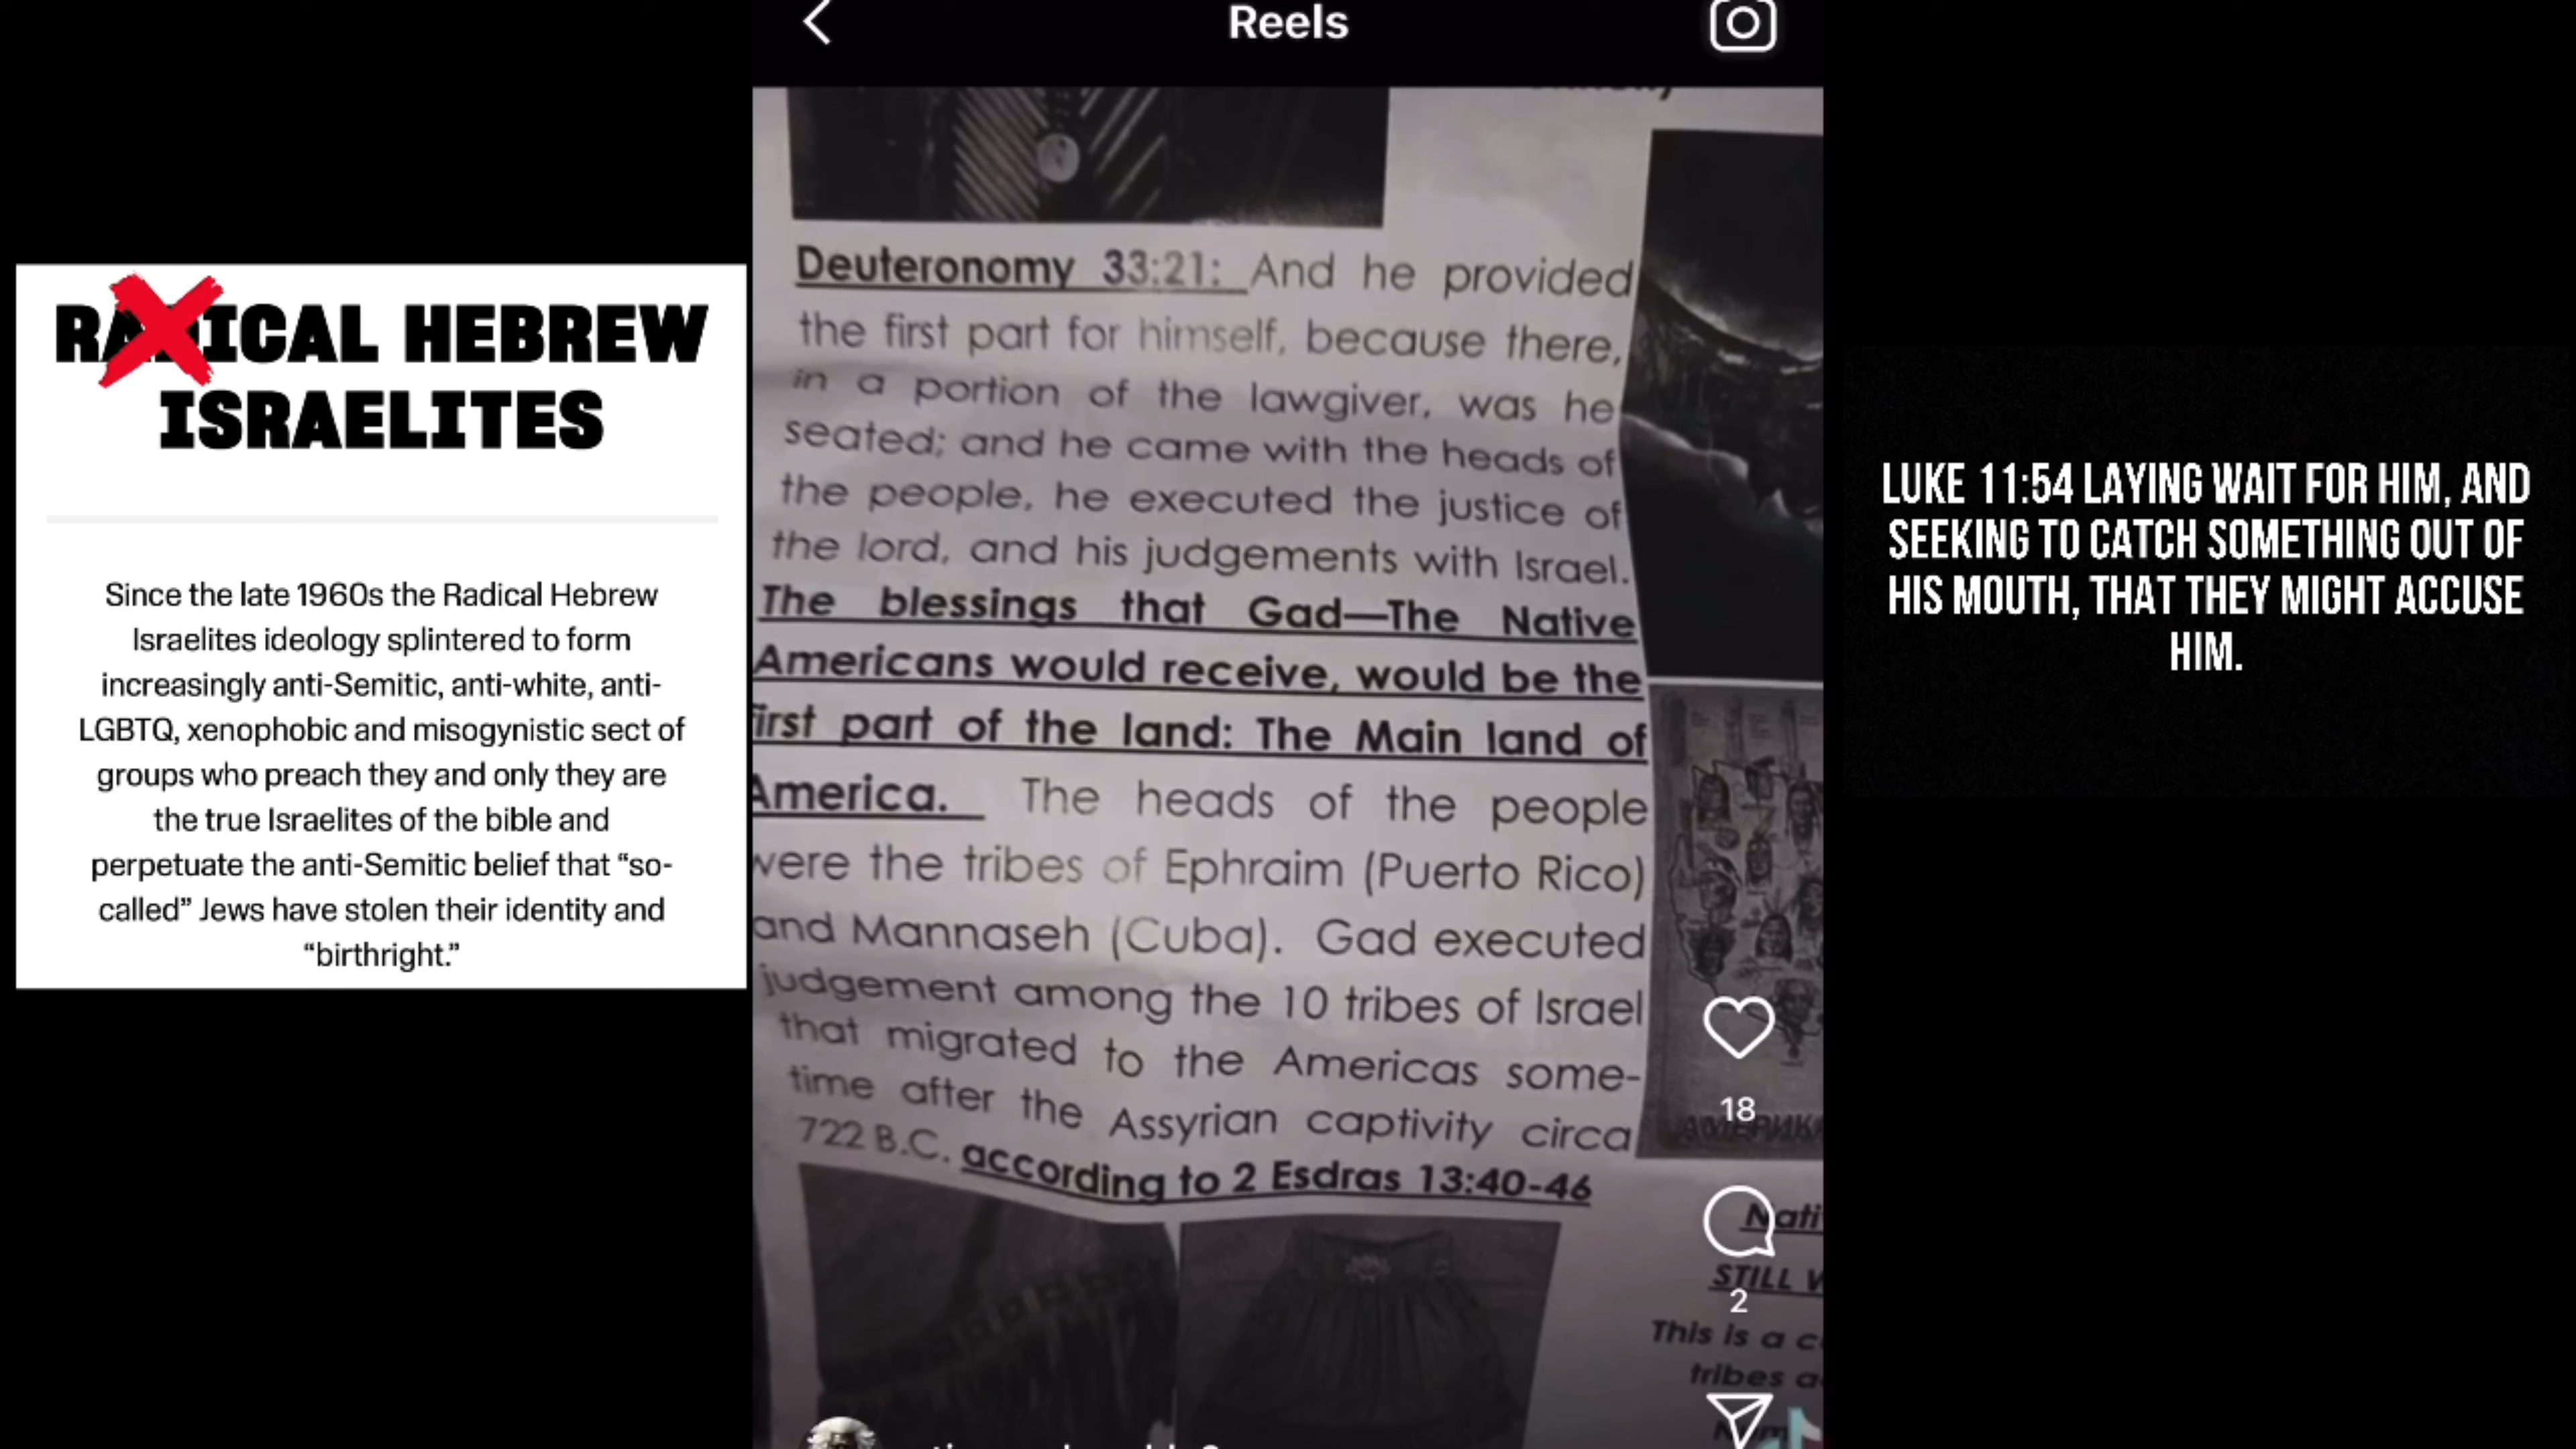 RADICAL HEBREW
ISRAELITES
Since the late 1960s the Radical Hebrew
Israelites ideology splintered to form
increasingly anti-Semitic, anti-white, anti-
LGBTQ, xenophobic and misogynistic sect of
groups who preach they and only they are
the true Israelites of the bible and
perpetuate the anti-Semitic belief that “so-
called” Jews have stolen their identity and
“birthright.”
Reels
Deuteronomy 33:21: And he provided
the first part for himself, because there,
in a portion of the lawgiver, was he
seated; and he came with the heads of
the people, he executed the justice of
the lord, and his judgements with Israel.
The blessings that Gad—The Native
Americans would receive, would be the
irst part of the land: The Main land of
America. The heads of the people
were the tribes of Ephraim (Puerto Rico)
and Mannaseh (Cuba). Gad executed
judgement among the 10 tribes of Israel
that migrated to the Americas some-
time after the Assyrian captivity circa
722 B.C. according to 2 Esdras 13:40-46
АМЕРИКА
18
Nati
STILL
2
This is a
tribes
LUKE 11:54 LAYING WAIT FOR HIM, AND
SEEKING TO CATCH SOMETHING OUT OF
HIS MOUTH, THAT THEY MIGHT ACCUSE
HIM.